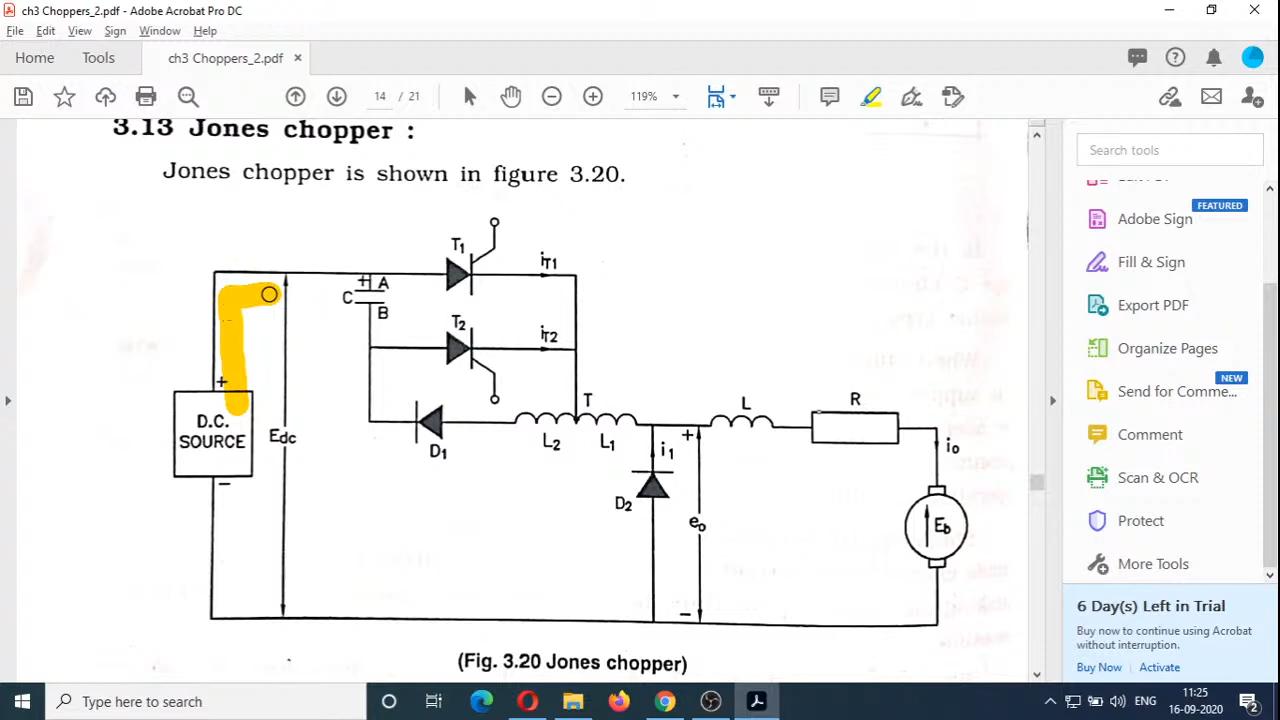 ch3 Choppers_2.pdf - Adobe Acrobat Pro DC
File Edit View Sign Window Help
Home Tools ch3 Choppers_2.pdf ×
14 / 21 119%
3.13 Jones chopper :
Jones chopper is shown in figure 3.20.
T1
iT1
+ A
C
B
T2
iT2
+
D.C.
SOURCE
−
Edc
D1
L2
T
L1
L
R
+
i1
D2
eo
−
io
Eb
(Fig. 3.20 Jones chopper)
Search tools
FEATURED
Adobe Sign
Fill & Sign
Export PDF
Organize Pages
NEW
Send for Comme...
Comment
Scan & OCR
Protect
More Tools
6 Day(s) Left in Trial
Buy now to continue using Acrobat
without interruption.
Buy Now Activate
Type here to search
ENG
11:25
16-09-2020
2